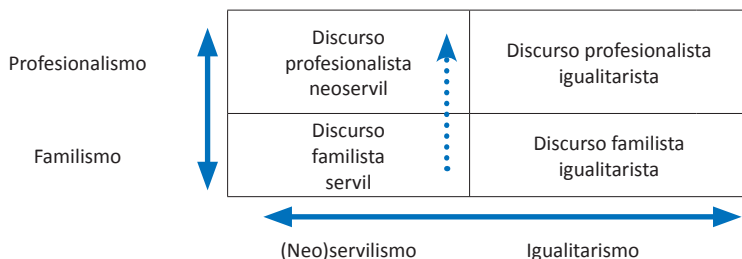 Profesionalismo
Discurso
profesionalista
neoservil
Discurso profesionalista
igualitarista
Familismo
Discurso
familista
servil
Discurso familista
igualitarista
(Neo)servilismo
Igualitarismo